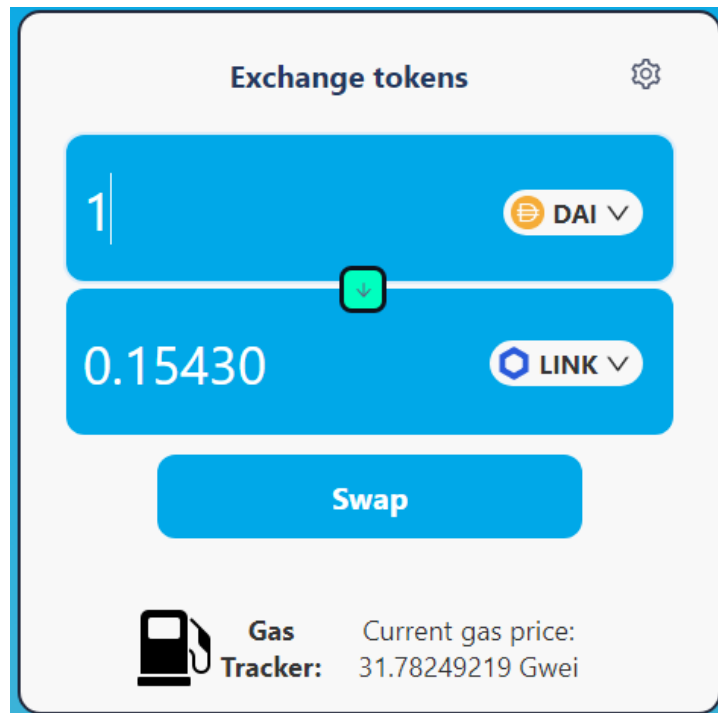 Exchange tokens
1
DAI
0.15430
LINK
Swap
Gas Tracker:
Current gas price:
31.78249219 Gwei